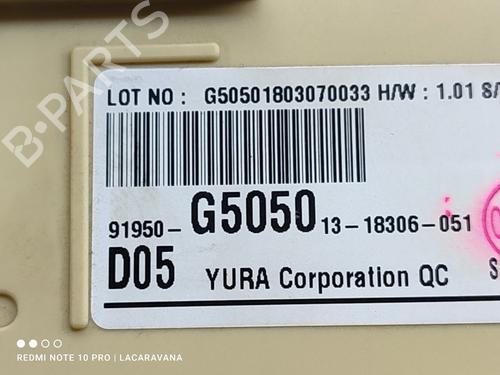 B-PARTS
LOT NO : G50501803070033 H/W : 1.01 S/
91950-G5050 13-18306-051
D05 YURA Corporation QC S
REDMI NOTE 10 PRO | LACARAVANA